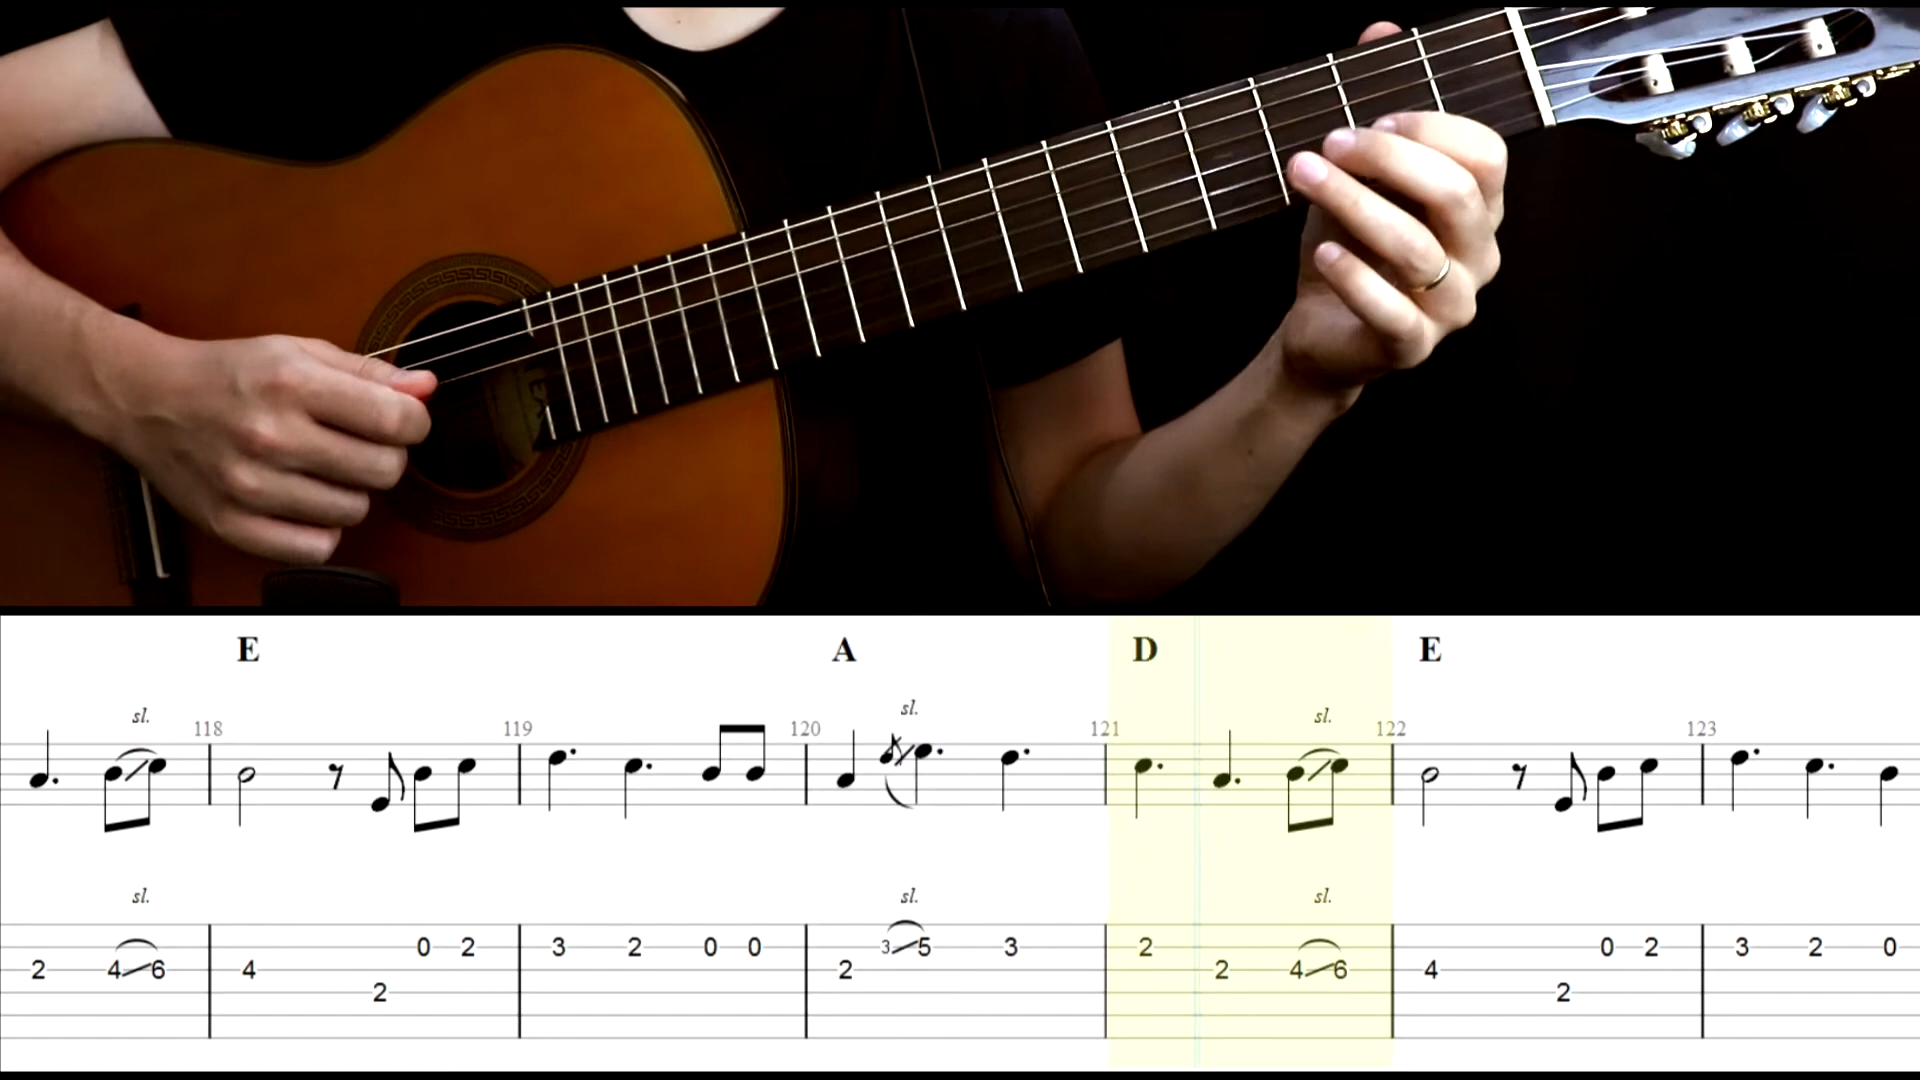 E A D E
sl. sl. sl.
118 119 120 121 122 123
sl. sl. sl.
0 2 3 2 0 0 3 5 3 2 0 2 3 2 0
2 4 6 4 2 2 4 6 4
2 2